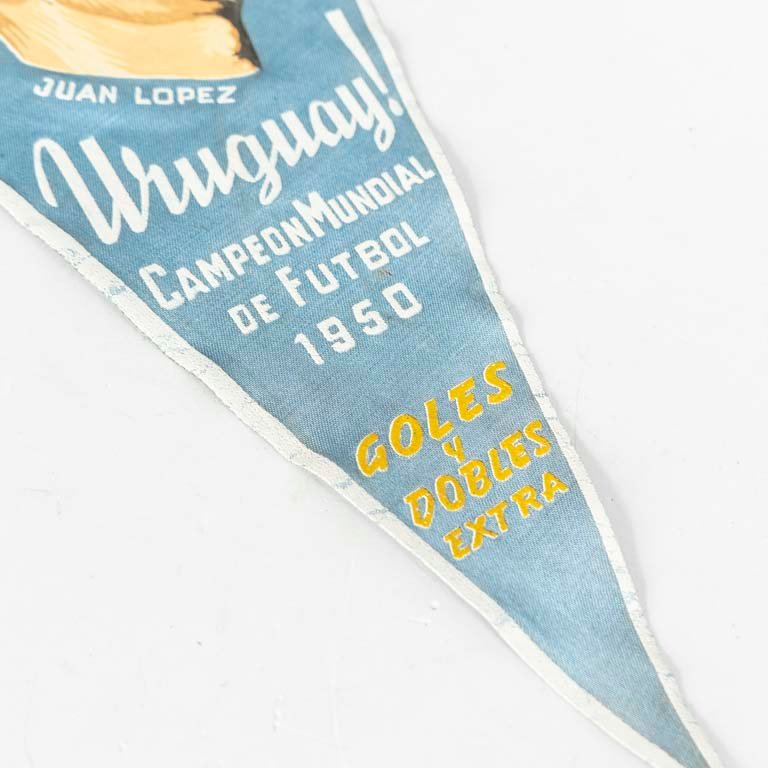 JUAN LOPEZ
Uruguay!
CAMPEON MUNDIAL
DE FUTBOL
1950
GOLES
Y
DOBLES
EXTRA